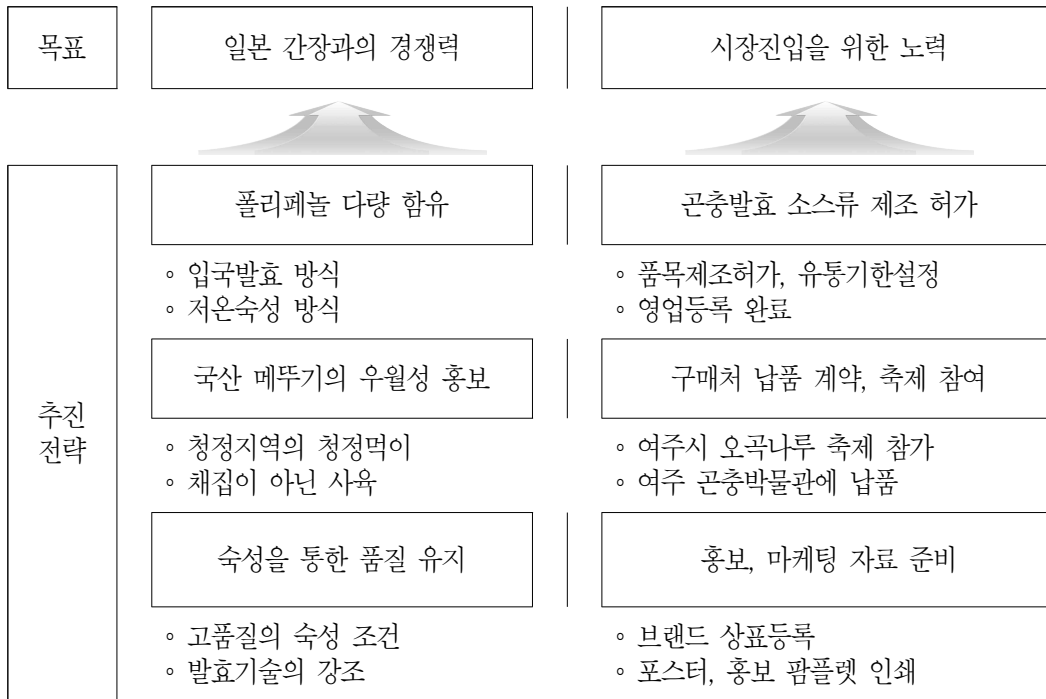 목표
일본 간장과의 경쟁력
시장진입을 위한 노력
추진
전략
폴리페놀 다량 함유
곤충발효 소스류 제조 허가
◦ 입국발효 방식
◦ 저온숙성 방식
◦ 품목제조허가, 유통기한설정
◦ 영업등록 완료
국산 메뚜기의 우월성 홍보
구매처 납품 계약, 축제 참여
◦ 청정지역의 청정먹이
◦ 채집이 아닌 사육
◦ 여주시 오곡나루 축제 참가
◦ 여주 곤충박물관에 납품
숙성을 통한 품질 유지
홍보, 마케팅 자료 준비
◦ 고품질의 숙성 조건
◦ 발효기술의 강조
◦ 브랜드 상표등록
◦ 포스터, 홍보 팜플렛 인쇄